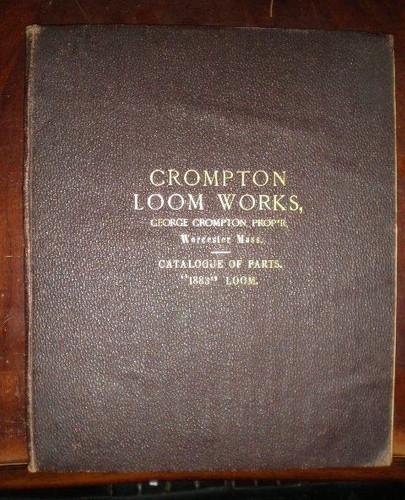 CROMPTON
LOOM WORKS,
GEORGE CROMPTON, PROP'R,
Worcester Mass.
CATALOGUE OF PARTS.
"1883" LOOM.